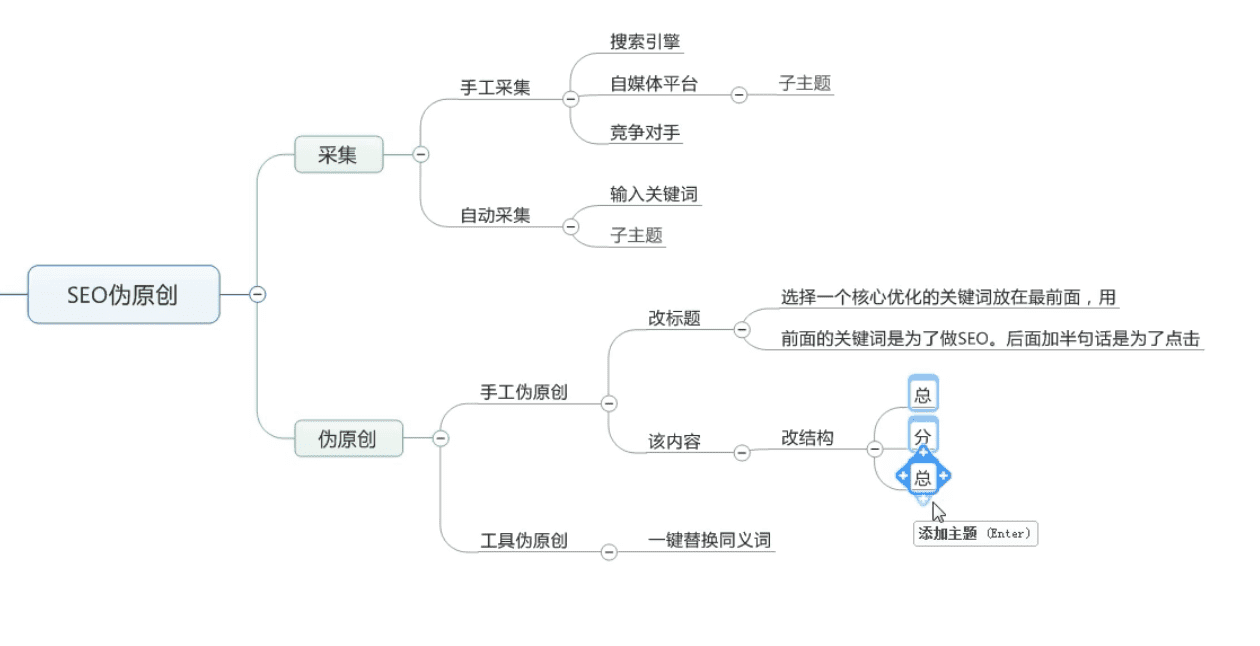 搜索引擎
手工采集
自媒体平台
子主题
竞争对手
采集
输入关键词
自动采集
子主题
SEO伪原创
选择一个核心优化的关键词放在最前面，用
改标题
前面的关键词是为了做SEO。后面加半句话是为了点击
手工伪原创
总
分
该内容
改结构
总
伪原创
添加主题 (Enter)
工具伪原创
一键替换同义词